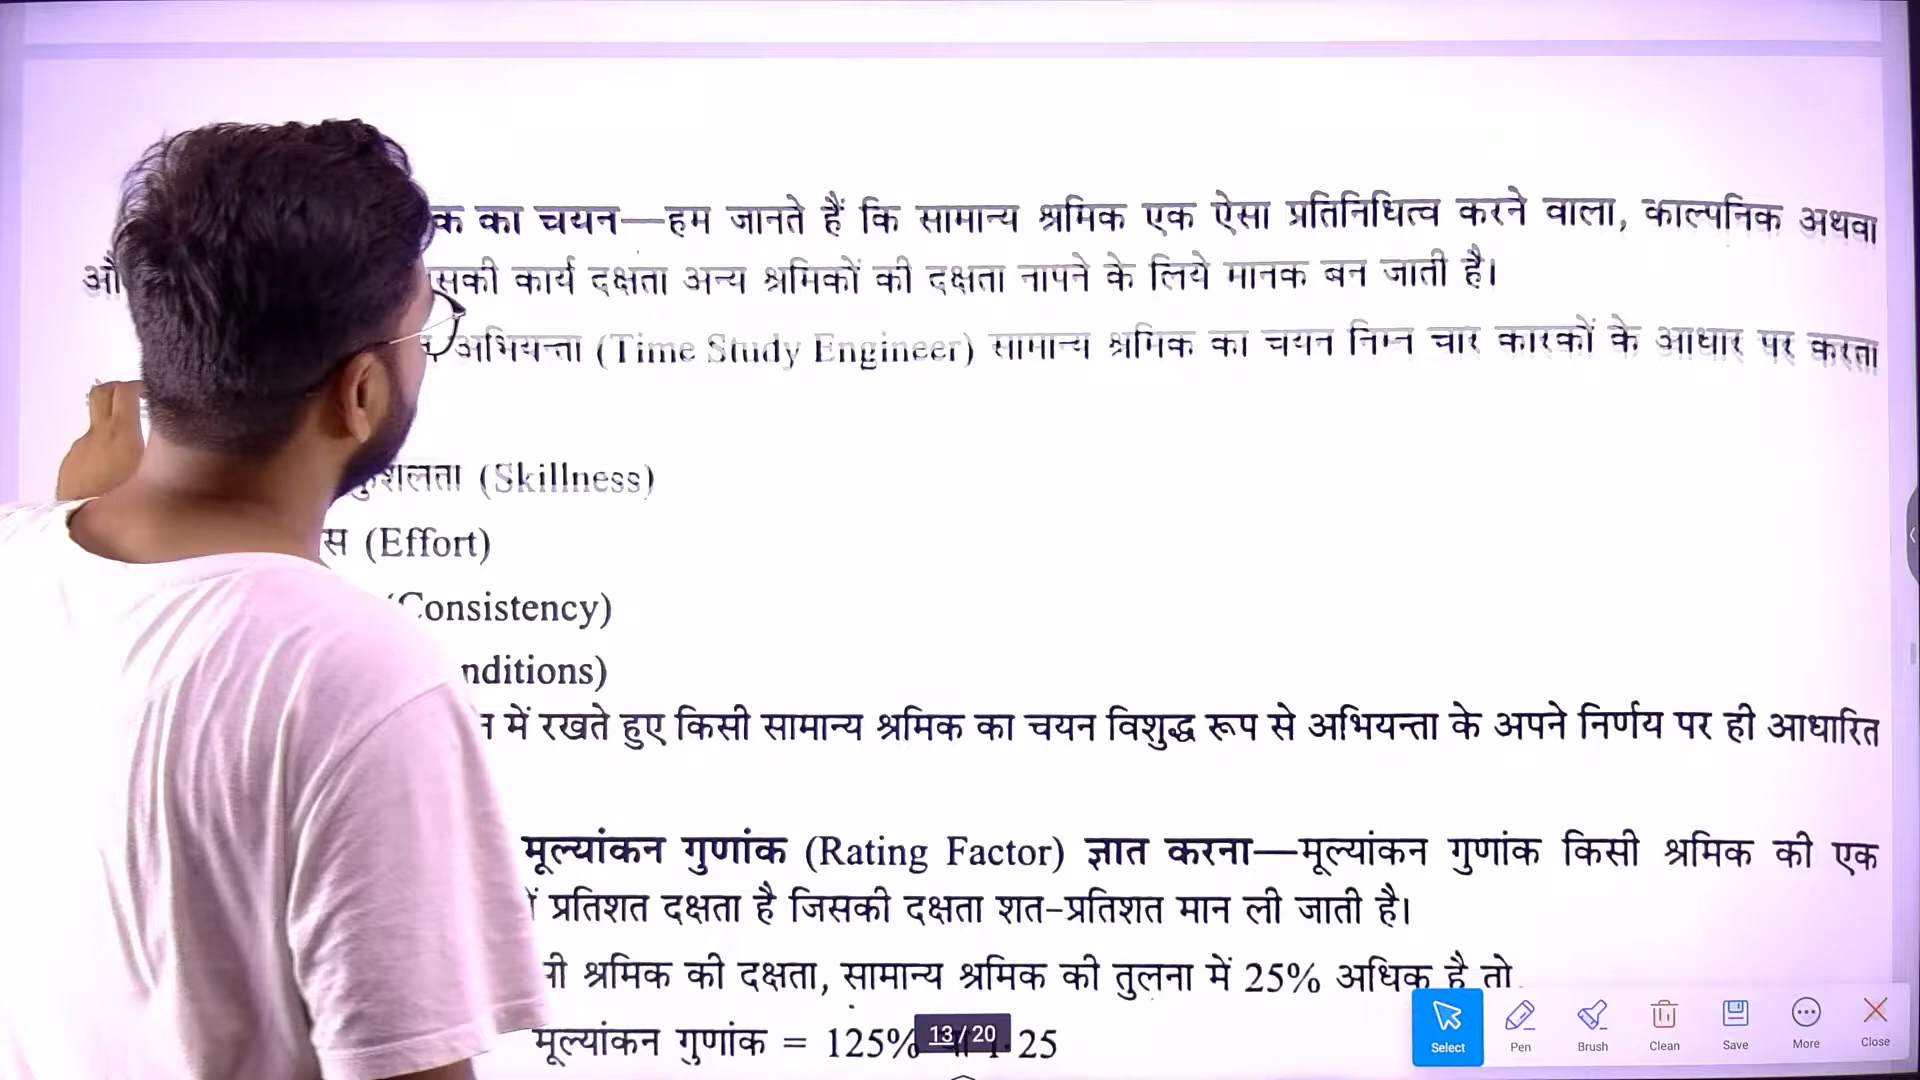 का चयन—हम जानते हैं कि सामान्य श्रमिक एक ऐसा प्रतिनिधित्व करने वाला, काल्पनिक अथवा
कार्य दक्षता अन्य श्रमिकों की दक्षता नापने के लिये मानक बन जाती है।
अभियन्ता (Time Study Engineer) सामान्य श्रमिक का चयन निम्न चार कारकों के आधार पर करता
(Skillness)
(Effort)
Consistency)
में रखते हुए किसी सामान्य श्रमिक का चयन विशुद्ध रूप से अभियन्ता के अपने निर्णय पर ही आधारित
मूल्यांकन गुणांक (Rating Factor) ज्ञात करना—मूल्यांकन गुणांक किसी श्रमिक की एक
प्रतिशत दक्षता है जिसकी दक्षता शत-प्रतिशत मान ली जाती है।
श्रमिक की दक्षता, सामान्य श्रमिक की तुलना में 25% अधिक है तो
मूल्यांकन गुणांक = 125% 25
13/20
Select Pen Brush Clean Save More Close